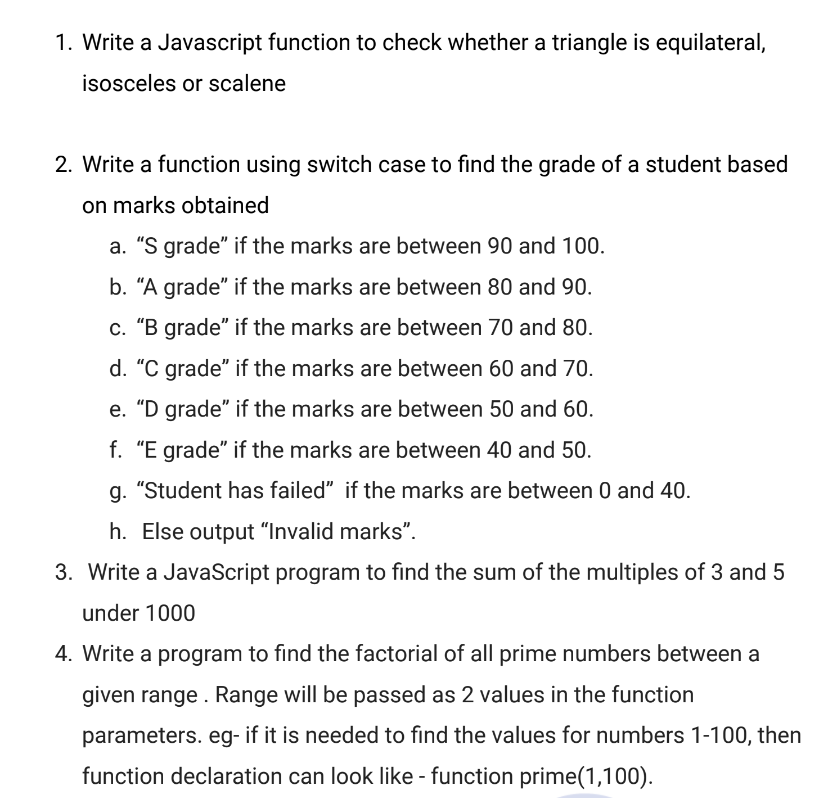 1. Write a Javascript function to check whether a triangle is equilateral,
isosceles or scalene
2. Write a function using switch case to find the grade of a student based
on marks obtained
a. “S grade” if the marks are between 90 and 100.
b. “A grade” if the marks are between 80 and 90.
c. “B grade” if the marks are between 70 and 80.
d. “C grade” if the marks are between 60 and 70.
e. “D grade” if the marks are between 50 and 60.
f. “E grade” if the marks are between 40 and 50.
g. “Student has failed” if the marks are between 0 and 40.
h. Else output “Invalid marks”.
3. Write a JavaScript program to find the sum of the multiples of 3 and 5
under 1000
4. Write a program to find the factorial of all prime numbers between a
given range . Range will be passed as 2 values in the function
parameters. eg- if it is needed to find the values for numbers 1-100, then
function declaration can look like - function prime(1,100).